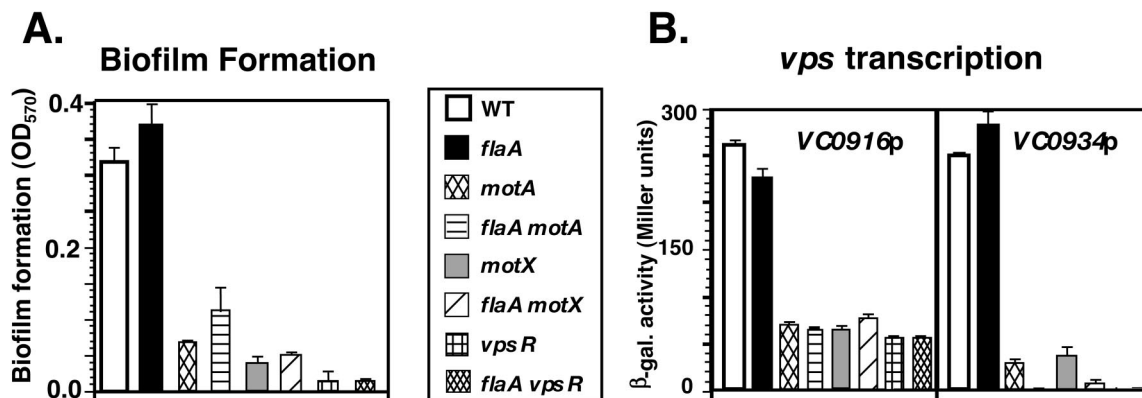 A.
Biofilm Formation
Biofilm formation (OD570)
0.4
0.2
0.0
WT
flaA
motA
flaA motA
motX
flaA motX
vpsR
flaA vpsR
B.
vps transcription
β-gal. activity (Miller units)
300
150
0
VC0916p
VC0934p